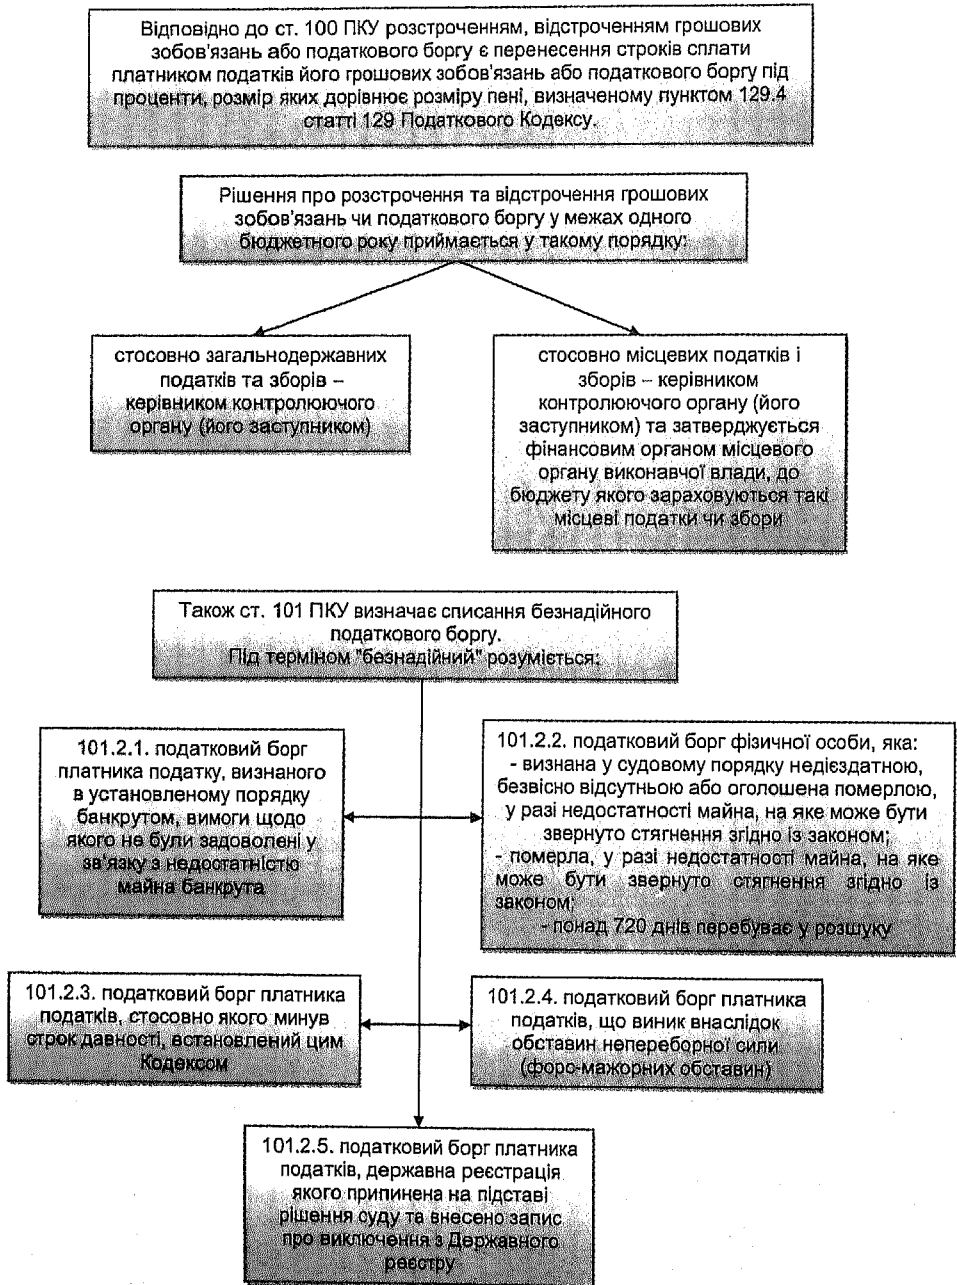 Відповідно до ст. 100 ПКУ розстроченням, відстроченням грошових
зобов'язань або податкового боргу є перенесення строків сплати
платником податків його грошових зобов'язань або податкового боргу під
проценти, розмір яких дорівнює розміру пені, визначеному пунктом 129.4
статті 129 Податкового Кодексу.
Рішення про розстрочення та відстрочення грошових
зобов'язань чи податкового боргу у межах одного
бюджетного року приймається у такому порядку:
стосовно загальнодержавних
податків та зборів –
керівником контролюючого
органу (його заступником)
стосовно місцевих податків і
зборів – керівником
контролюючого органу (його
заступником) та затверджується
фінансовим органом місцевого
органу виконавчої влади, до
бюджету якого зараховуються такі
місцеві податки чи збори
Також ст. 101 ПКУ визначає списання безнадійного
податкового боргу.
Під терміном "безнадійний" розуміється:
101.2.1. податковий борг
платника податку, визнаного
в установленому порядку
банкрутом, вимоги щодо
якого не були задоволені у
зв'язку з недостатністю
майна банкрута
101.2.2. податковий борг фізичної особи, яка:
- визнана у судовому порядку недієздатною,
безвісно відсутньою або оголошена померлою,
у разі недостатності майна, на яке може бути
звернуто стягнення згідно із законом;
- померла, у разі недостатності майна, на яке
може бути звернуто стягнення згідно із
законом;
- понад 720 днів перебуває у розшуку
101.2.3. податковий борг платника
податків, стосовно якого минув
строк давності, встановлений цим
Кодексом
101.2.4. податковий борг платника
податків, що виник внаслідок
обставин непереборної сили
(форс-мажорних обставин)
101.2.5. податковий борг платника
податків, державна реєстрація
якого припинена на підставі
рішення суду та внесено запис
про виключення з Державного
реєстру